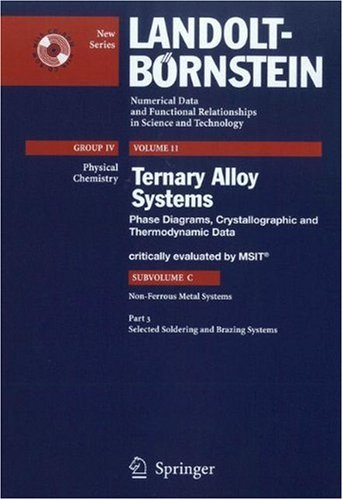 New
Series
LANDOLT-
BÖRNSTEIN
Numerical Data
and Functional Relationships
in Science and Technology
GROUP IV
VOLUME 11
Physical
Chemistry
Ternary Alloy
Systems
Phase Diagrams, Crystallographic and
Thermodynamic Data
critically evaluated by MSIT®
SUBVOLUME C
Non-Ferrous Metal Systems
Part 3
Selected Soldering and Brazing Systems
Springer